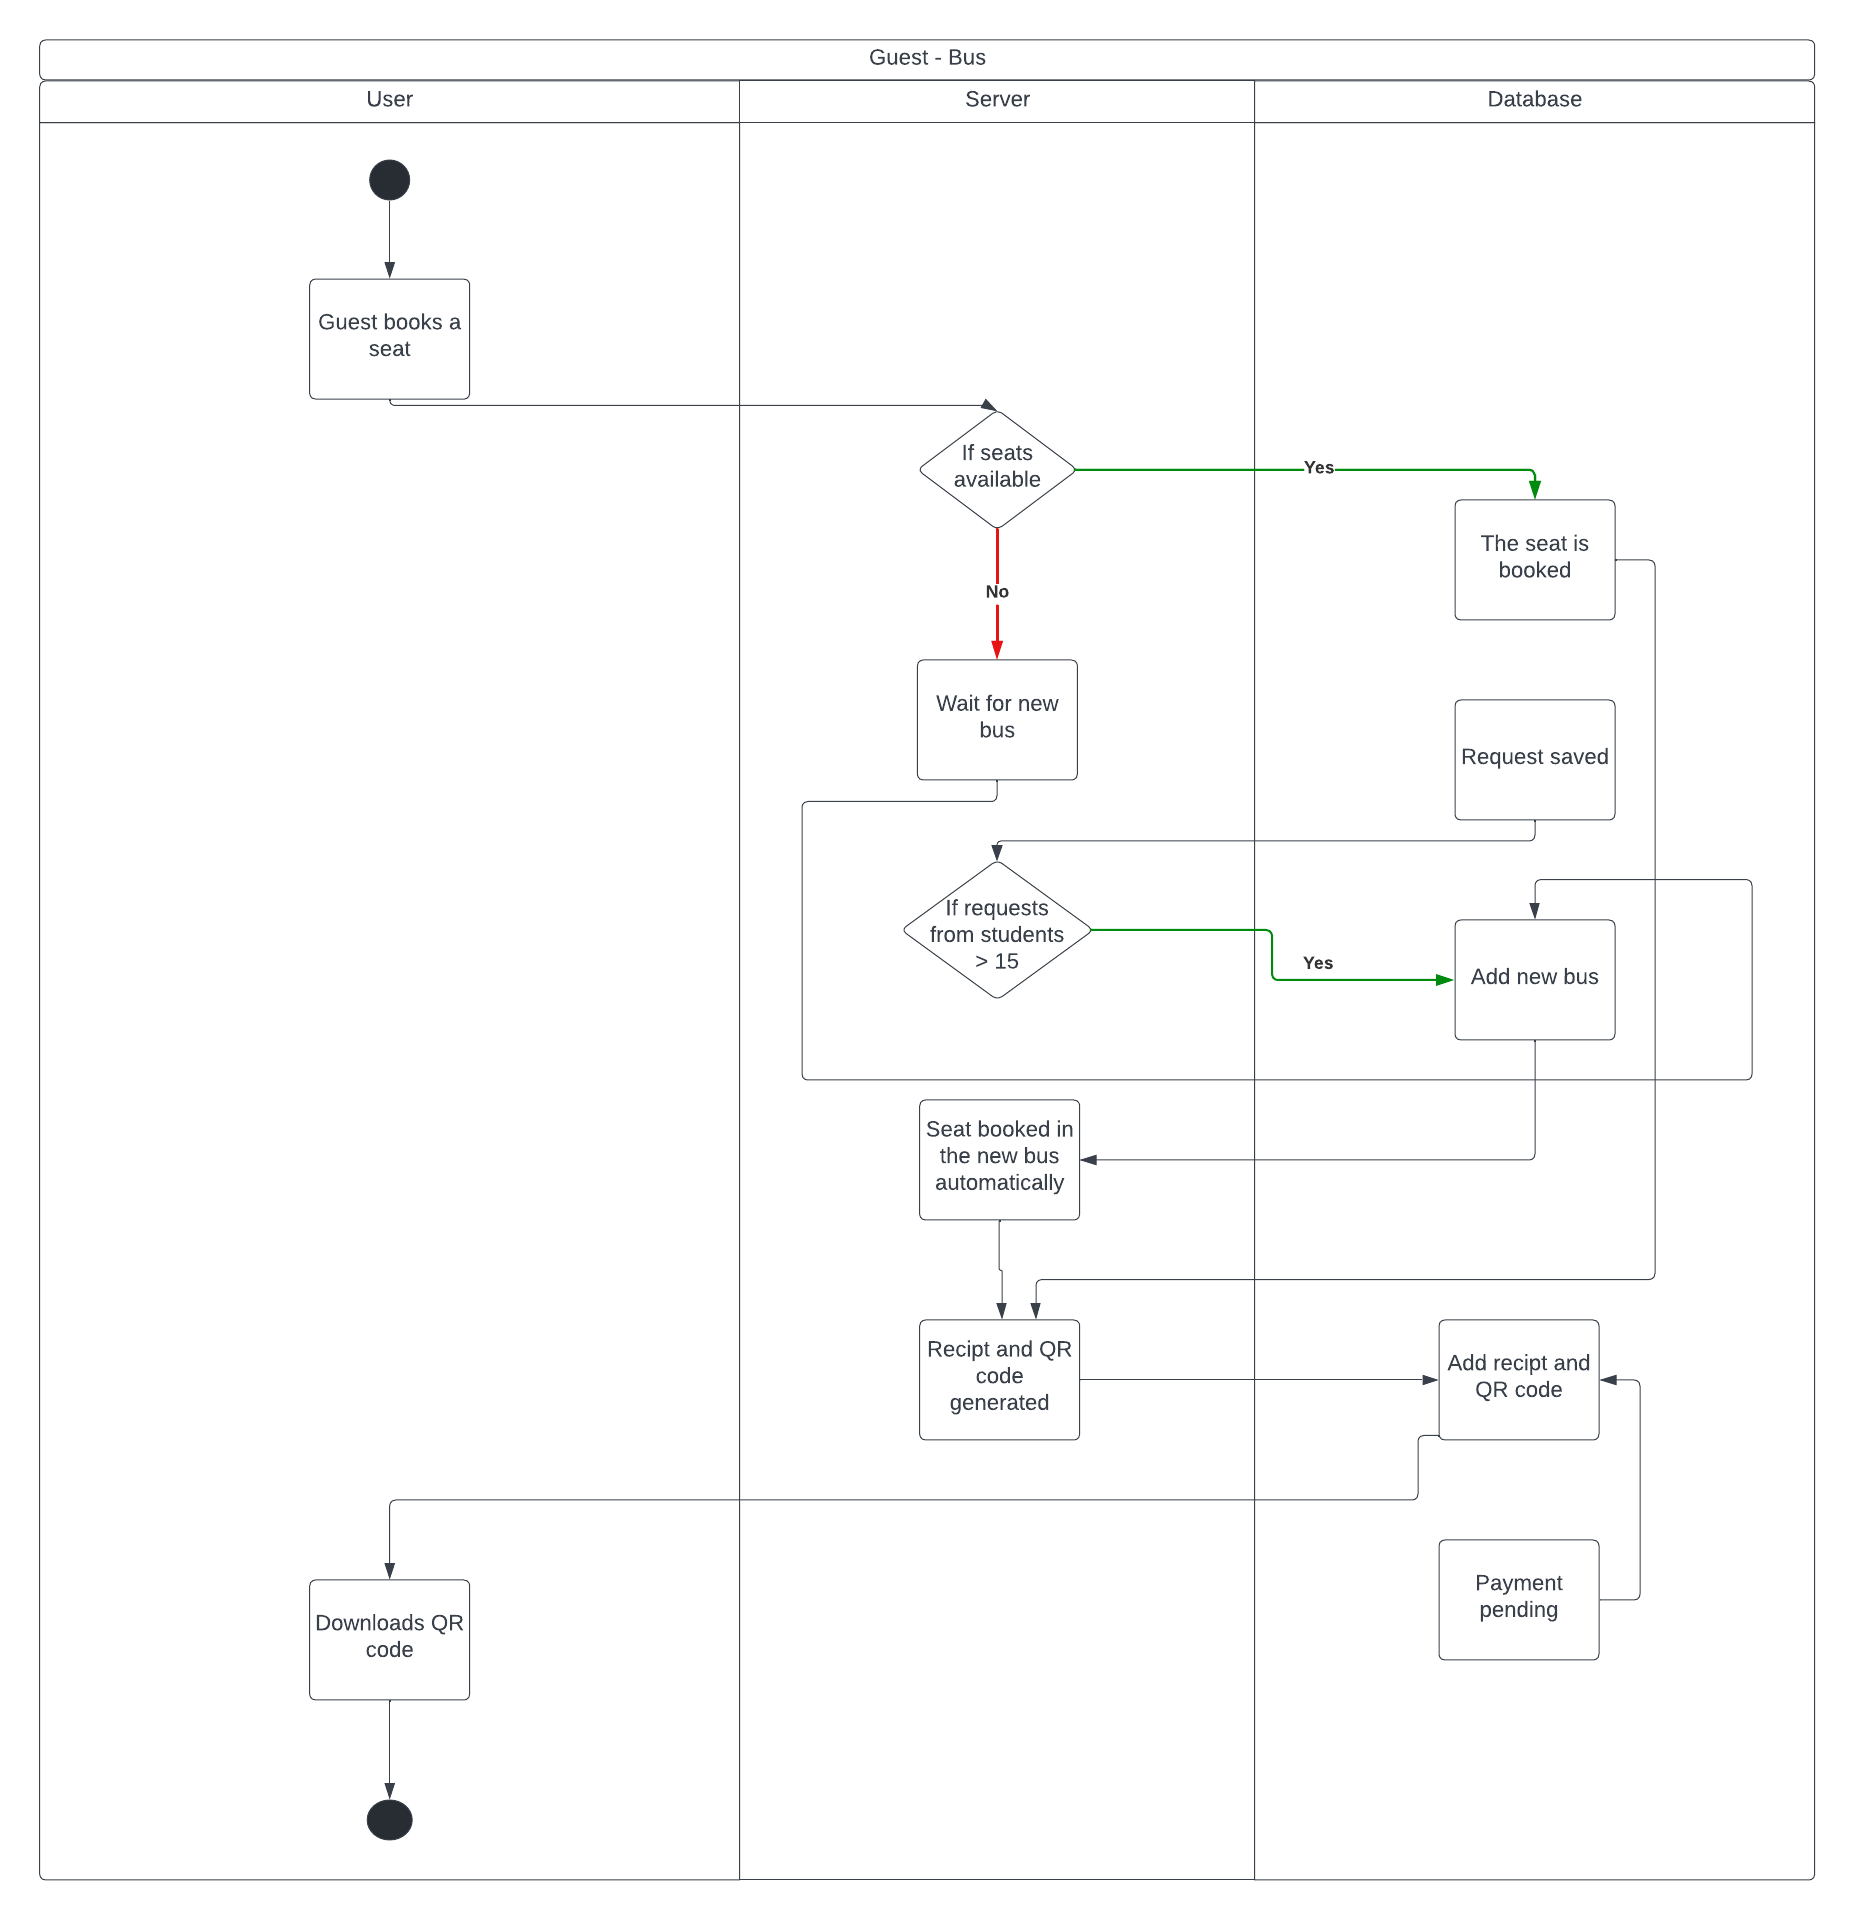 Guest - Bus
User
Server
Database
Guest books a
seat
If seats
available
Yes
The seat is
booked
No
Wait for new
bus
Request saved
If requests
from students
> 15
Yes
Add new bus
Seat booked in
the new bus
automatically
Recipt and QR
code
generated
Add recipt and
QR code
Downloads QR
code
Payment
pending